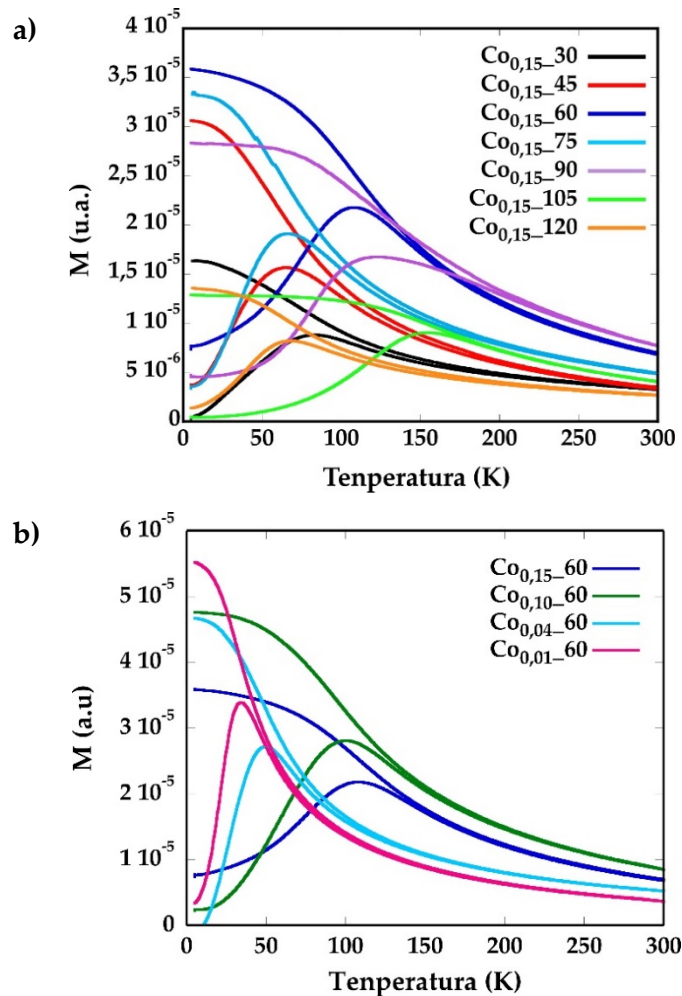 a)
4 10⁻⁵
3,5 10⁻⁵
3 10⁻⁵
2,5 10⁻⁵
2 10⁻⁵
1,5 10⁻⁵
1 10⁻⁵
5 10⁻⁶
0
M (u.a.)
Co₀,₁₅_30
Co₀,₁₅_45
Co₀,₁₅_60
Co₀,₁₅_75
Co₀,₁₅_90
Co₀,₁₅_105
Co₀,₁₅_120
0 50 100 150 200 250 300
Tenperatura (K)
b)
6 10⁻⁵
5 10⁻⁵
4 10⁻⁵
3 10⁻⁵
2 10⁻⁵
1 10⁻⁵
0
M (a.u)
Co₀,₁₅_60
Co₀,₁₀_60
Co₀,₀₄_60
Co₀,₀₁_60
0 50 100 150 200 250 300
Tenperatura (K)